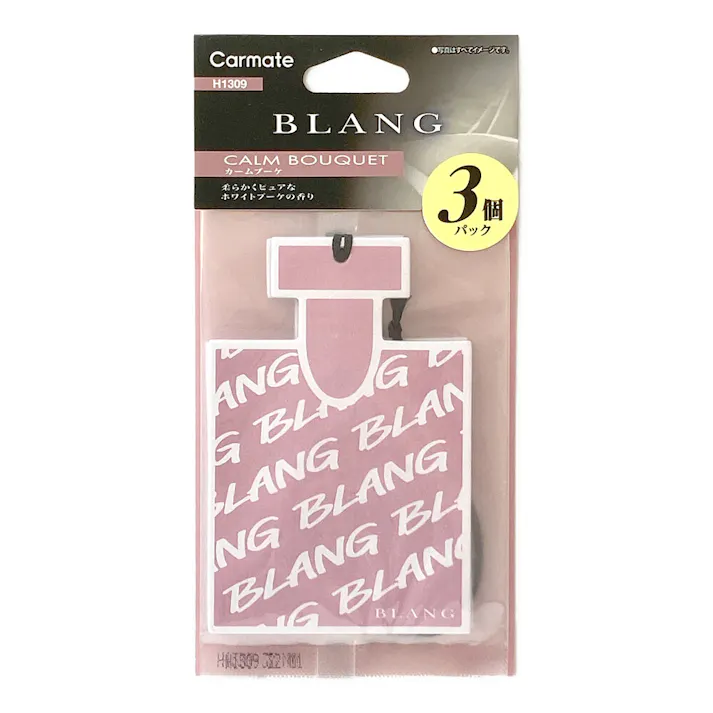 Carmate
●写真はすべてイメージです。
H1309
BLANG
CALM BOUQUET
カームブーケ
柔らかくピュアな
ホワイトブーケの香り
3個
パック
BLANG
BLANG BLANG
BLANG BLANG
BLANG BLANG
BLANG BLANG
BLANG
H1309